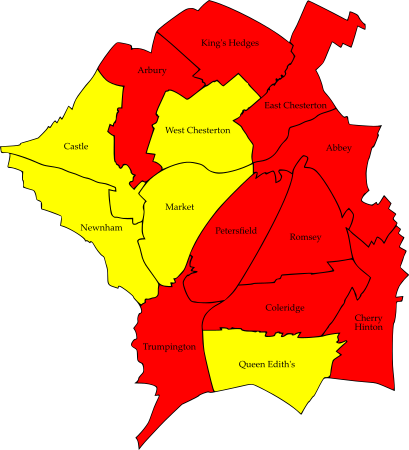 King's Hedges
Arbury
East Chesterton
West Chesterton
Castle
Abbey
Market
Newnham
Petersfield
Romsey
Coleridge
Cherry
Hinton
Trumpington
Queen Edith's